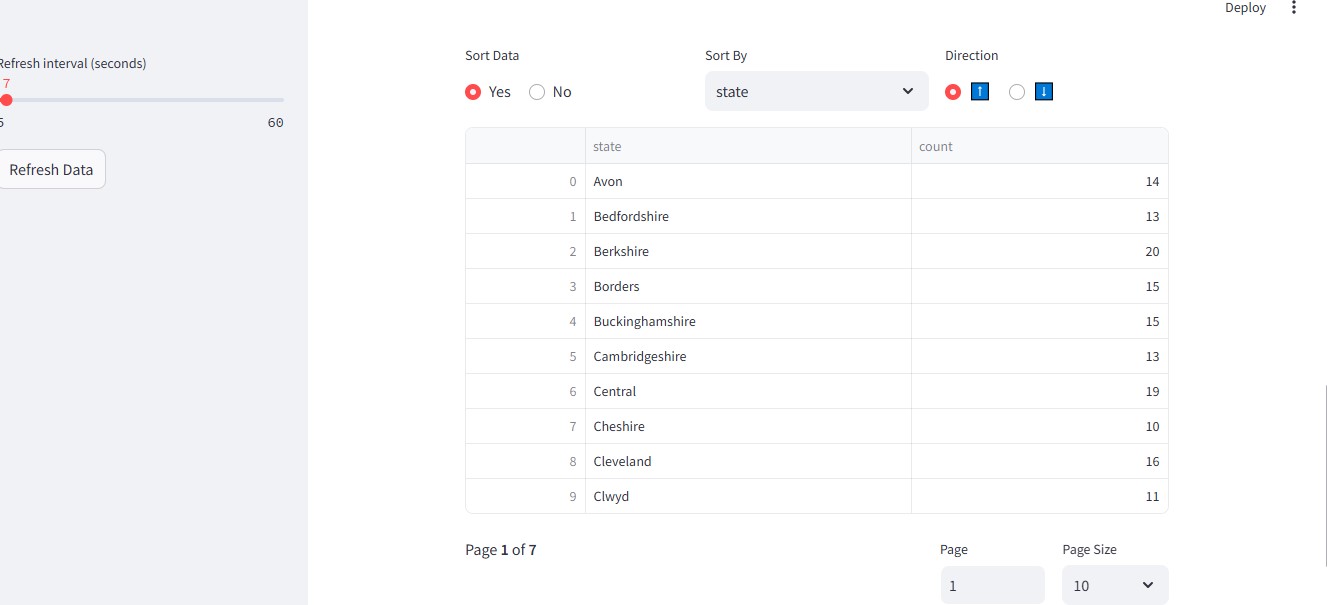 Deploy
Refresh interval (seconds)
7
5 60
Refresh Data
Sort Data Sort By Direction
Yes No state ↑ ↓
state count
0 Avon 14
1 Bedfordshire 13
2 Berkshire 20
3 Borders 15
4 Buckinghamshire 15
5 Cambridgeshire 13
6 Central 19
7 Cheshire 10
8 Cleveland 16
9 Clwyd 11
Page 1 of 7 Page Page Size
1 10